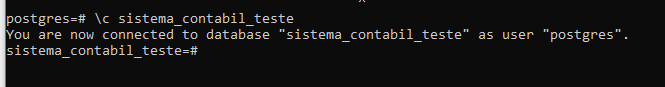 postgres=# \c sistema_contabil_teste
You are now connected to database "sistema_contabil_teste" as user "postgres".
sistema_contabil_teste=#